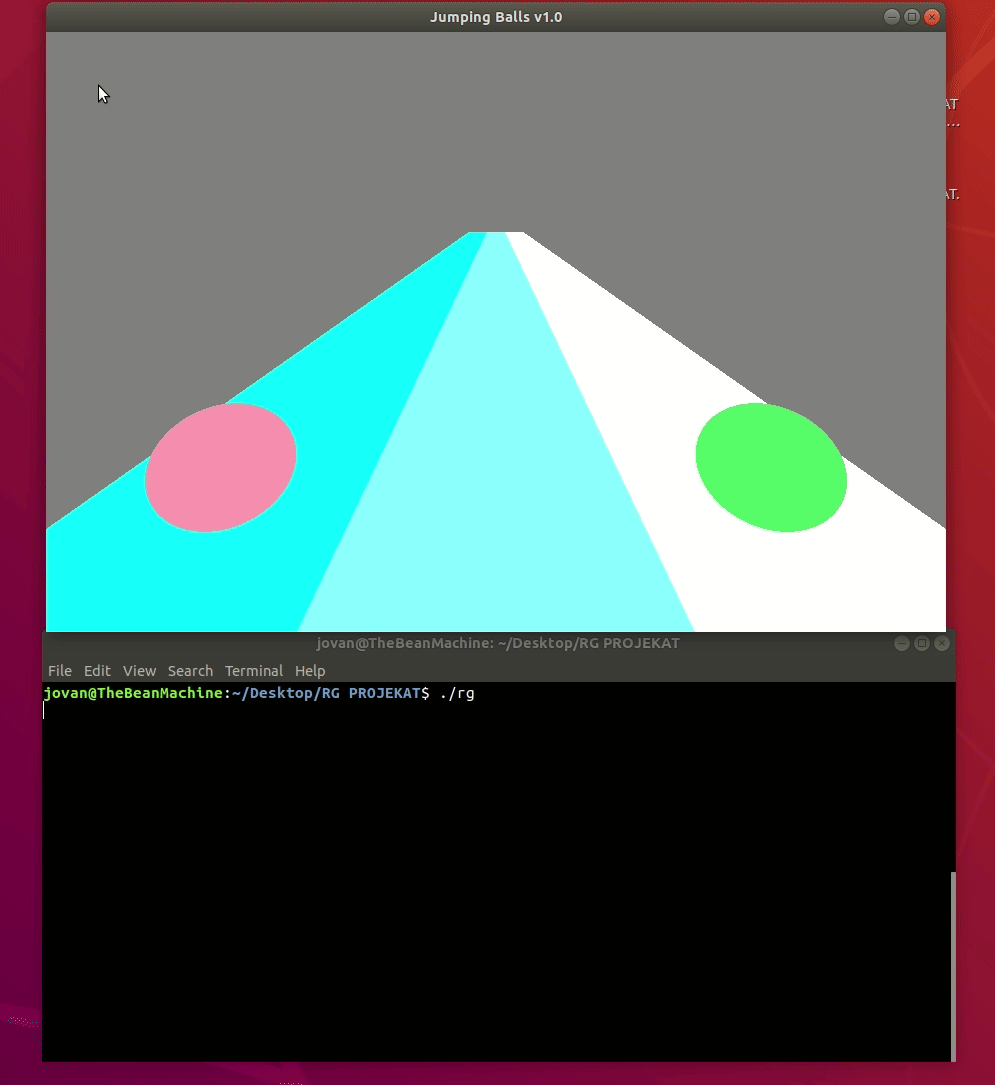 Jumping Balls v1.0
AT
...
AT.
jovan@TheBeanMachine: ~/Desktop/RG PROJEKAT
File Edit View Search Terminal Help
jovan@TheBeanMachine:~/Desktop/RG PROJEKAT$ ./rg